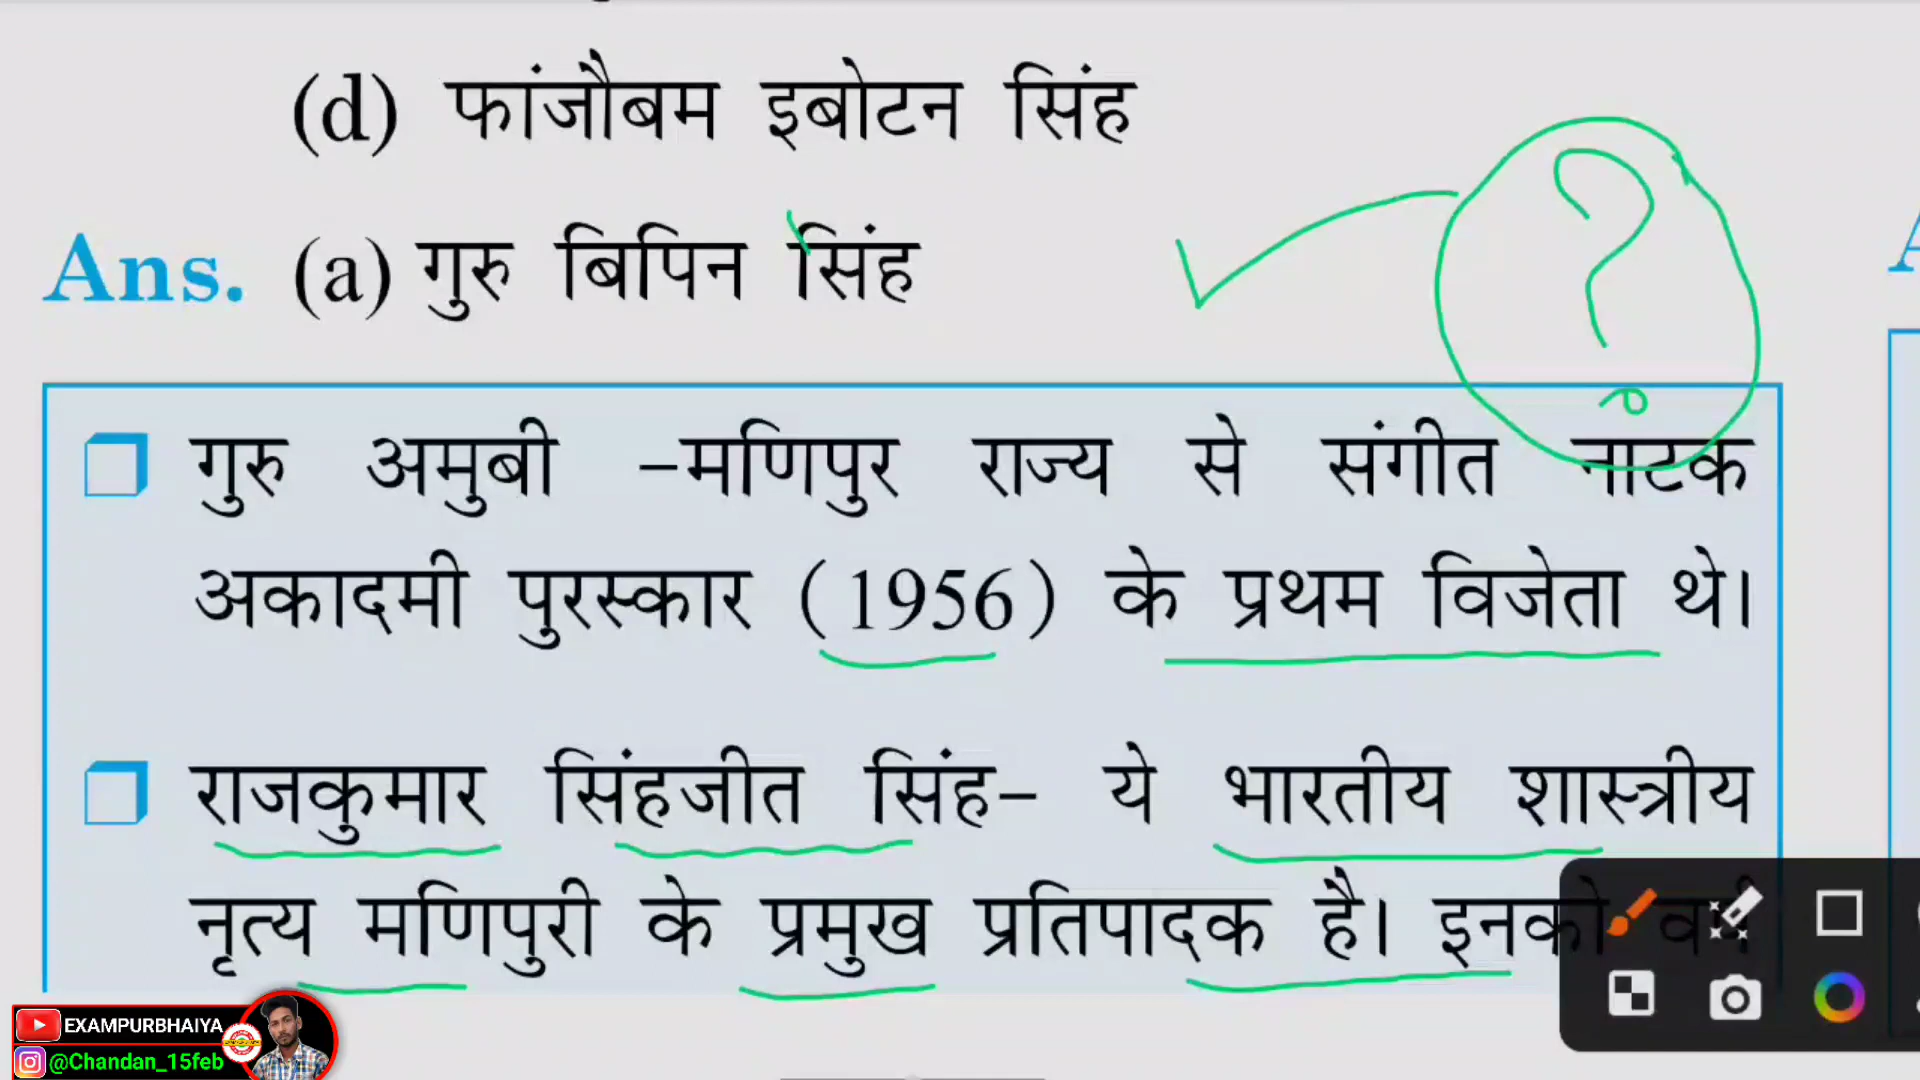 (d) फांजौबम इबोटन सिंह
Ans. (a) गुरु बिपिन सिंह
?
गुरु अमुबी –मणिपुर राज्य से संगीत नाटक
अकादमी पुरस्कार (1956) के प्रथम विजेता थे।
राजकुमार सिंहजीत सिंह– ये भारतीय शास्त्रीय
नृत्य मणिपुरी के प्रमुख प्रतिपादक है। इनको
EXAMPURBHAIYA
@Chandan_15feb